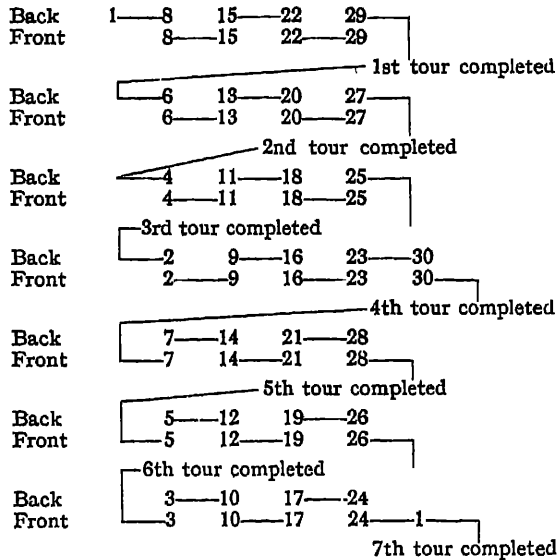 Back 1—8 15—22 29
Front 8—15 22—29
1st tour completed
Back 6 13—20 27
Front 6—13 20—27
2nd tour completed
Back 4 11—18 25
Front 4—11 18—25
3rd tour completed
Back 2 9—16 23—30
Front 2—9 16—23 30
4th tour completed
Back 7—14 21—28
Front 7 14—21 28
5th tour completed
Back 5—12 19—26
Front 5 12—19 26
6th tour completed
Back 3—10 17—24
Front 3 10—17 24—1
7th tour completed